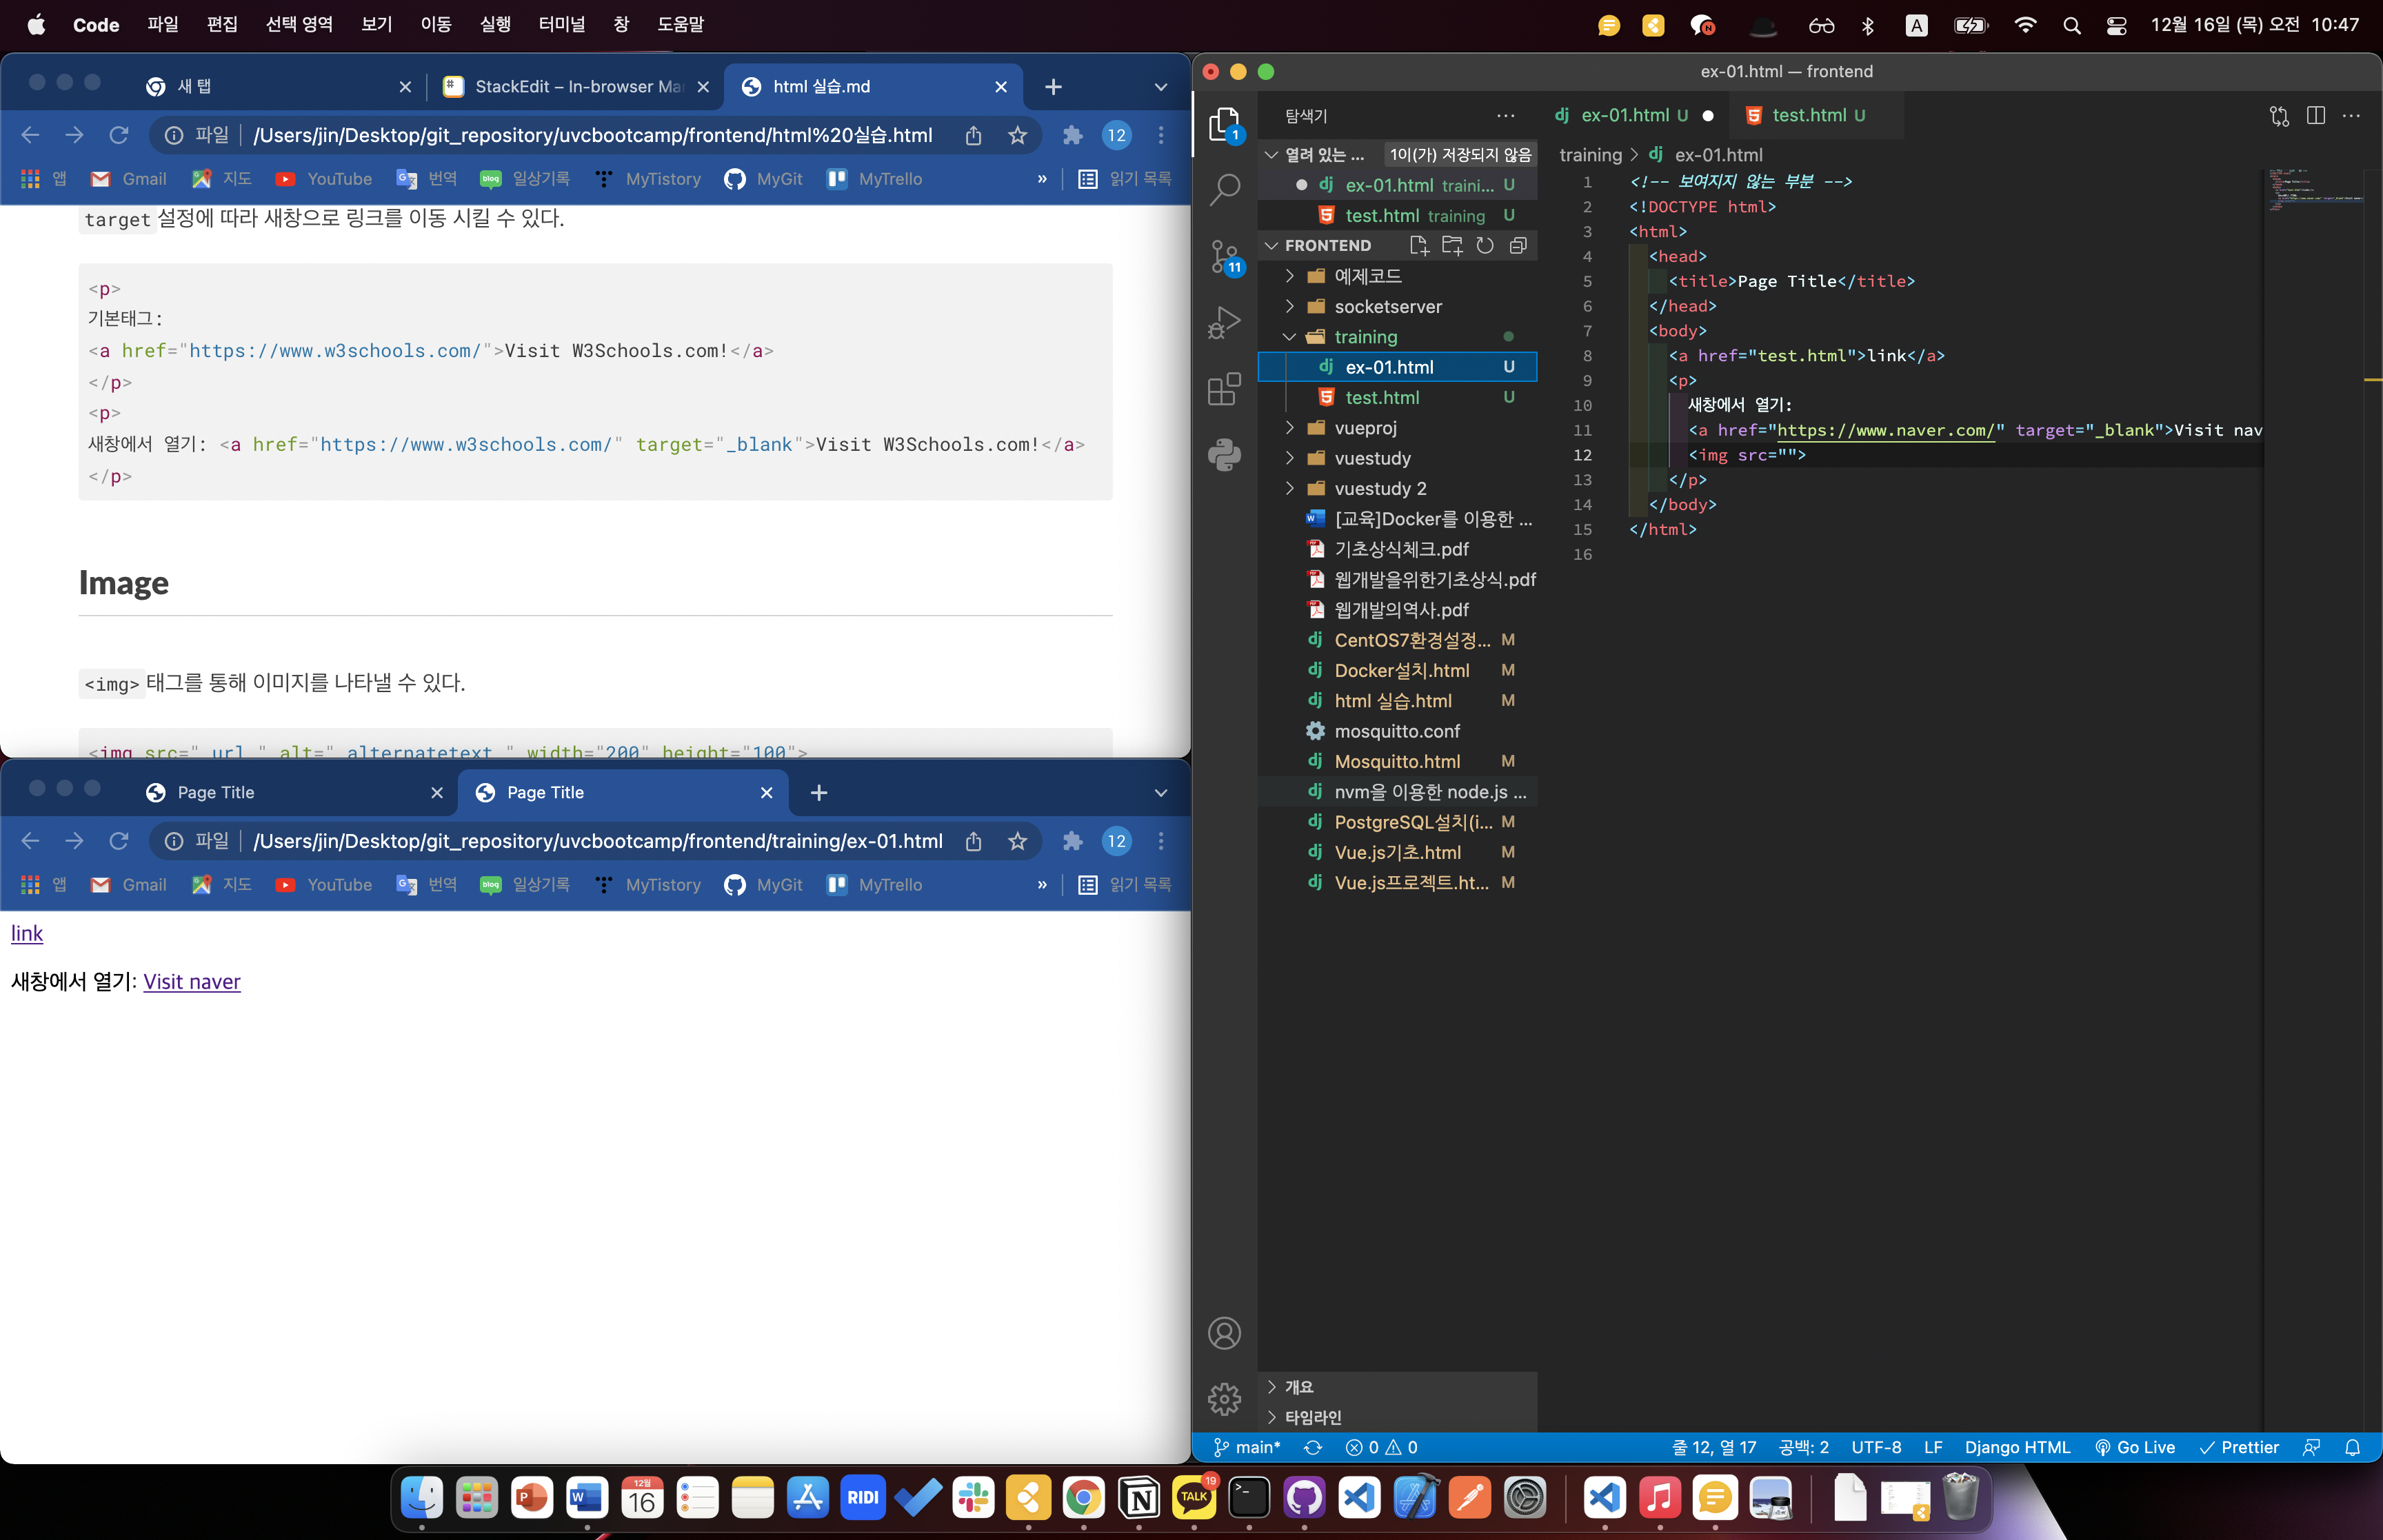 Code 파일 편집 선택 영역 보기 이동 실행 터미널 창 도움말 A 12월 16일 (목) 오전 10:47
새 탭 StackEdit – In-browser Mar html 실습.md
파일 /Users/jin/Desktop/git_repository/uvcbootcamp/frontend/html%20실습.html 12
앱 Gmail 지도 YouTube 번역 일상기록 MyTistory MyGit MyTrello » 읽기 목록
target 설정에 따라 새창으로 링크를 이동 시킬 수 있다.
<p>
기본태그:
<a href="https://www.w3schools.com/">Visit W3Schools.com!</a>
</p>
<p>
새창에서 열기: <a href="https://www.w3schools.com/" target="_blank">Visit W3Schools.com!</a>
</p>
Image
<img> 태그를 통해 이미지를 나타낼 수 있다.
<img src="_url_" alt="_alternatetext_" width="200" height="100">
Page Title Page Title
파일 /Users/jin/Desktop/git_repository/uvcbootcamp/frontend/training/ex-01.html 12
앱 Gmail 지도 YouTube 번역 일상기록 MyTistory MyGit MyTrello » 읽기 목록
link
새창에서 열기: Visit naver
ex-01.html — frontend
탐색기 ...
열려 있는 ... 1이(가) 저장되지 않음
ex-01.html traini... U
test.html training U
FRONTEND
예제코드
socketserver
training
ex-01.html U
test.html U
vueproj
vuestudy
vuestudy 2
[교육]Docker를 이용한 ...
기초상식체크.pdf
웹개발을위한기초상식.pdf
웹개발의역사.pdf
CentOS7환경설정... M
Docker설치.html M
html 실습.html M
mosquitto.conf
Mosquitto.html M
nvm을 이용한 node.js ...
PostgreSQL설치(i... M
Vue.js기초.html M
Vue.js프로젝트.ht... M
개요
타임라인
1
11
ex-01.html U test.html U
training > ex-01.html
1 <!-- 보여지지 않는 부분 -->
2 <!DOCTYPE html>
3 <html>
4 <head>
5 <title>Page Title</title>
6 </head>
7 <body>
8 <a href="test.html">link</a>
9 <p>
10 새창에서 열기:
11 <a href="https://www.naver.com/" target="_blank">Visit nav
12 <img src="">
13 </p>
14 </body>
15 </html>
16
main* 0 0 줄 12, 열 17 공백: 2 UTF-8 LF Django HTML Go Live Prettier
12월
16
RIDI
TALK
19